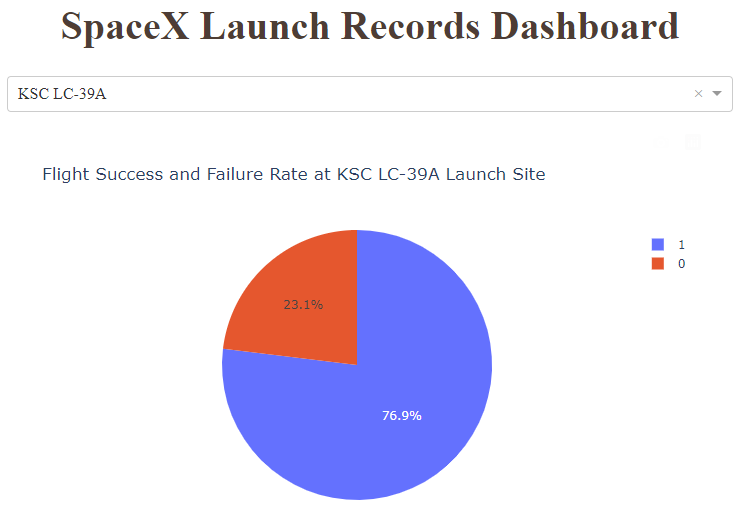 SpaceX Launch Records Dashboard
KSC LC-39A
Flight Success and Failure Rate at KSC LC-39A Launch Site
1
0
23.1%
76.9%